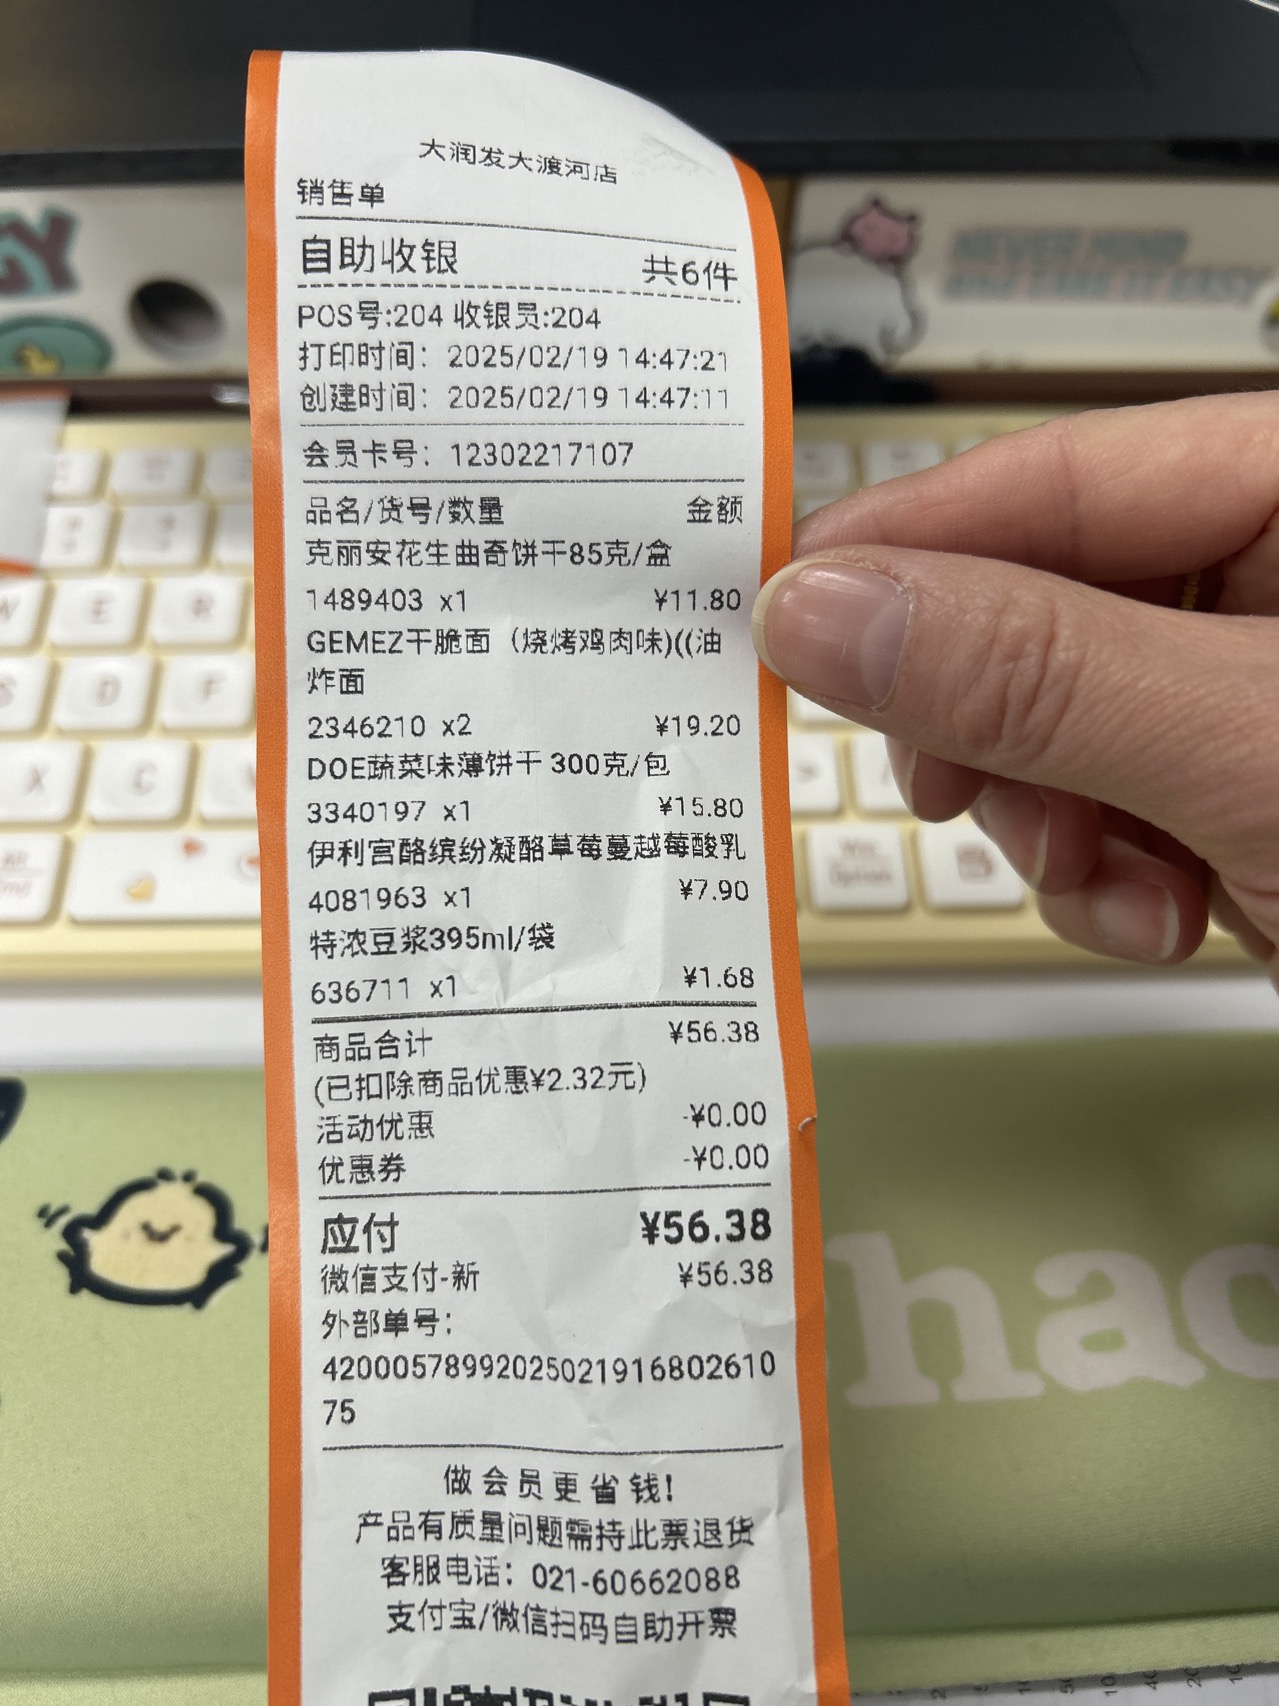 大润发大渡河店
销售单
自助收银 共6件
POS号:204 收银员:204
打印时间： 2025/02/19 14:47:21
创建时间： 2025/02/19 14:47:11
会员卡号： 12302217107
品名/货号/数量 金额
克丽安花生曲奇饼干85克/盒
1489403 x1 ¥11.80
GEMEZ干脆面（烧烤鸡肉味)((油
炸面
2346210 x2 ¥19.20
DOE蔬菜味薄饼干 300克/包
3340197 x1 ¥15.80
伊利宫酪缤纷凝酪草莓蔓越莓酸乳
4081963 x1 ¥7.90
特浓豆浆395ml/袋
636711 x1 ¥1.68
商品合计 ¥56.38
(已扣除商品优惠¥2.32元)
活动优惠 -¥0.00
优惠券 -¥0.00
应付 ¥56.38
微信支付-新 ¥56.38
外部单号：
42000578992025021916802610
75
做会员更省钱!
产品有质量问题需持此票退货
客服电话： 021-60662088
支付宝/微信扫码自助开票
W E R
S D F
X C
hao